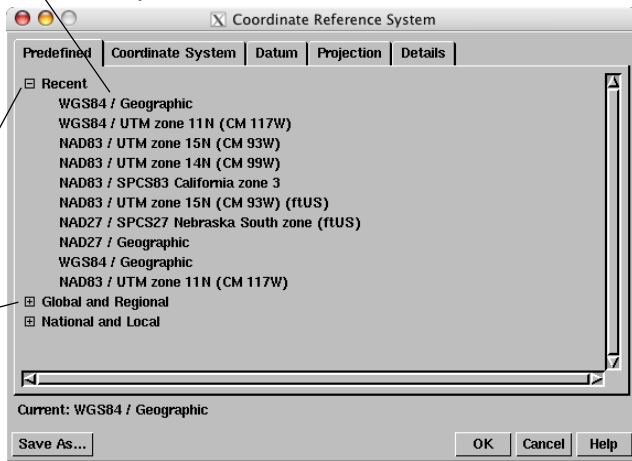 Coordinate Reference System
Predefined Coordinate System Datum Projection Details
Recent
WGS84 / Geographic
WGS84 / UTM zone 11N (CM 117W)
NAD83 / UTM zone 15N (CM 93W)
NAD83 / UTM zone 14N (CM 99W)
NAD83 / SPCS83 California zone 3
NAD83 / UTM zone 15N (CM 93W) (ftUS)
NAD27 / SPCS27 Nebraska South zone (ftUS)
NAD27 / Geographic
WGS84 / Geographic
NAD83 / UTM zone 11N (CM 117W)
Global and Regional
National and Local
Current: WGS84 / Geographic
Save As... OK Cancel Help